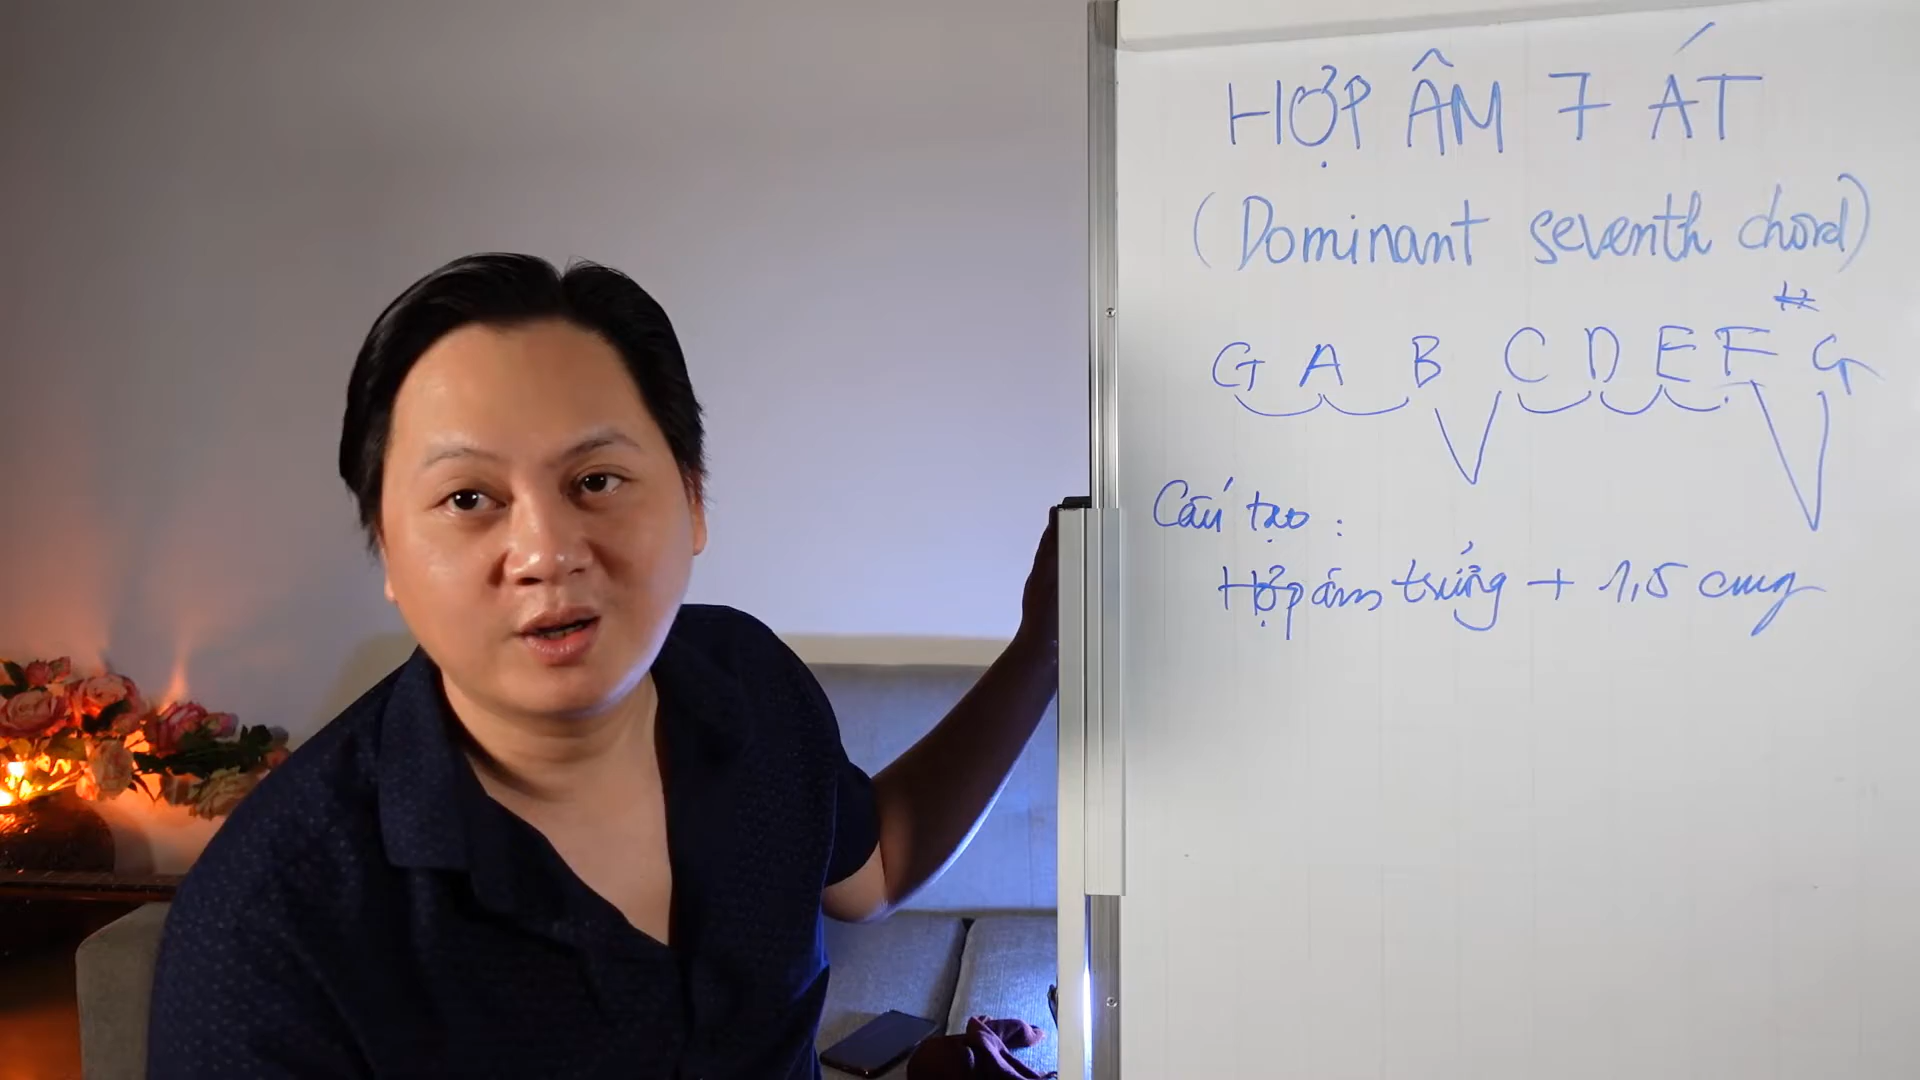 HỢP ÂM 7 ÁT
(Dominant seventh chord)
G A B C D E F# G
Cấu tạo:
Hợp âm trưởng + 1,5 cung